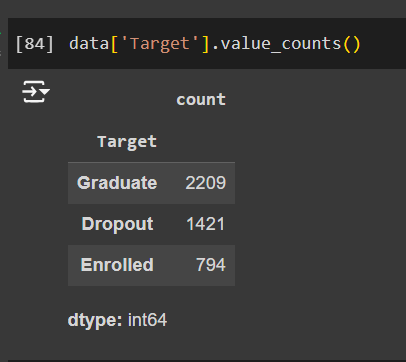 [84] data['Target'].value_counts()
count
Target
Graduate 2209
Dropout 1421
Enrolled 794
dtype: int64